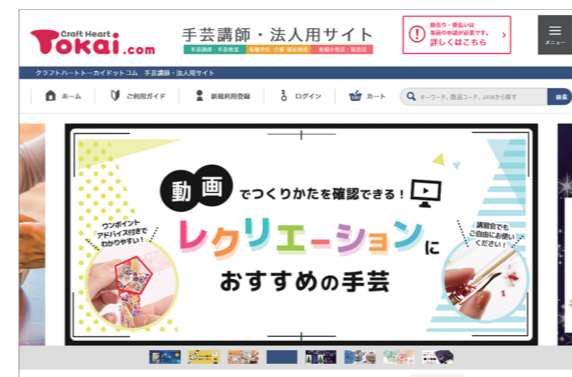 Craft Heart
Tokai.com
手芸講師・法人用サイト
手芸講師・手芸教室
各種学校・介護・福祉施設
各種小売店・販売店
掛売り・後払いは
事前の申請が必要です。
詳しくはこちら
メニュー
クラフトハートトーカイドットコム 手芸講師・法人用サイト
ホーム
ご利用ガイド
新規利用登録
ログイン
カート
キーワード、商品コード、JANから探す
検索
動画でつくりかたを確認できる!
ワンポイント
アドバイス付きで
わかりやすい!
レクリエーションに
おすすめの手芸
講習会でも
ご自由にお使い
ください!